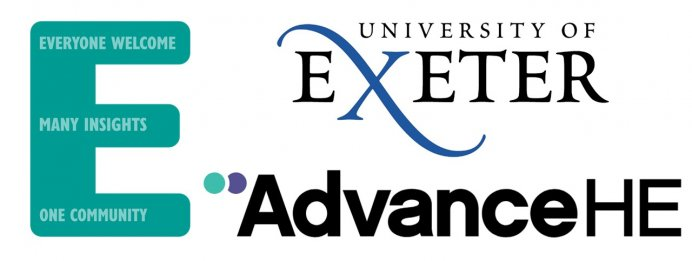 EVERYONE WELCOME
MANY INSIGHTS
ONE COMMUNITY
UNIVERSITY OF
EXETER
AdvanceHE